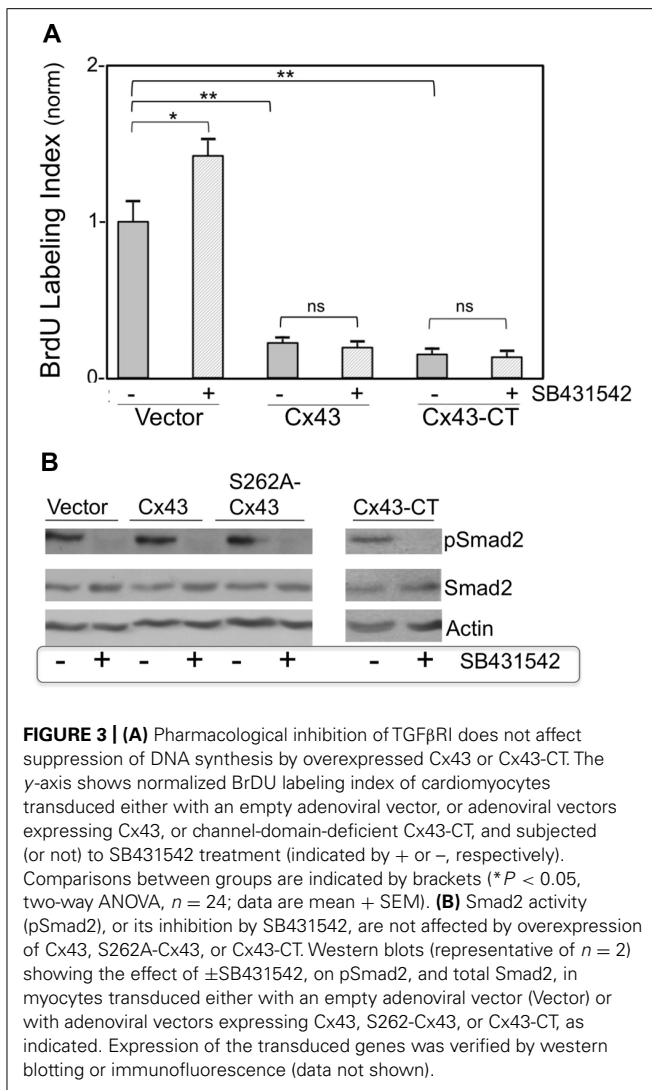 A
2-
**
**
*
BrdU Labeling Index (norm)
1-
ns
ns
0-
- + - + - + SB431542
Vector Cx43 Cx43-CT
B
S262A-
Vector Cx43 Cx43 Cx43-CT
pSmad2
Smad2
Actin
- + - + - + - + SB431542
FIGURE 3 | (A) Pharmacological inhibition of TGFβRI does not affect
suppression of DNA synthesis by overexpressed Cx43 or Cx43-CT. The
y-axis shows normalized BrDU labeling index of cardiomyocytes
transduced either with an empty adenoviral vector, or adenoviral vectors
expressing Cx43, or channel-domain-deficient Cx43-CT, and subjected
(or not) to SB431542 treatment (indicated by + or –, respectively).
Comparisons between groups are indicated by brackets (*P < 0.05,
two-way ANOVA, n = 24; data are mean + SEM). (B) Smad2 activity
(pSmad2), or its inhibition by SB431542, are not affected by overexpression
of Cx43, S262A-Cx43, or Cx43-CT. Western blots (representative of n = 2)
showing the effect of ±SB431542, on pSmad2, and total Smad2, in
myocytes transduced either with an empty adenoviral vector (Vector) or
with adenoviral vectors expressing Cx43, S262-Cx43, or Cx43-CT, as
indicated. Expression of the transduced genes was verified by western
blotting or immunofluorescence (data not shown).